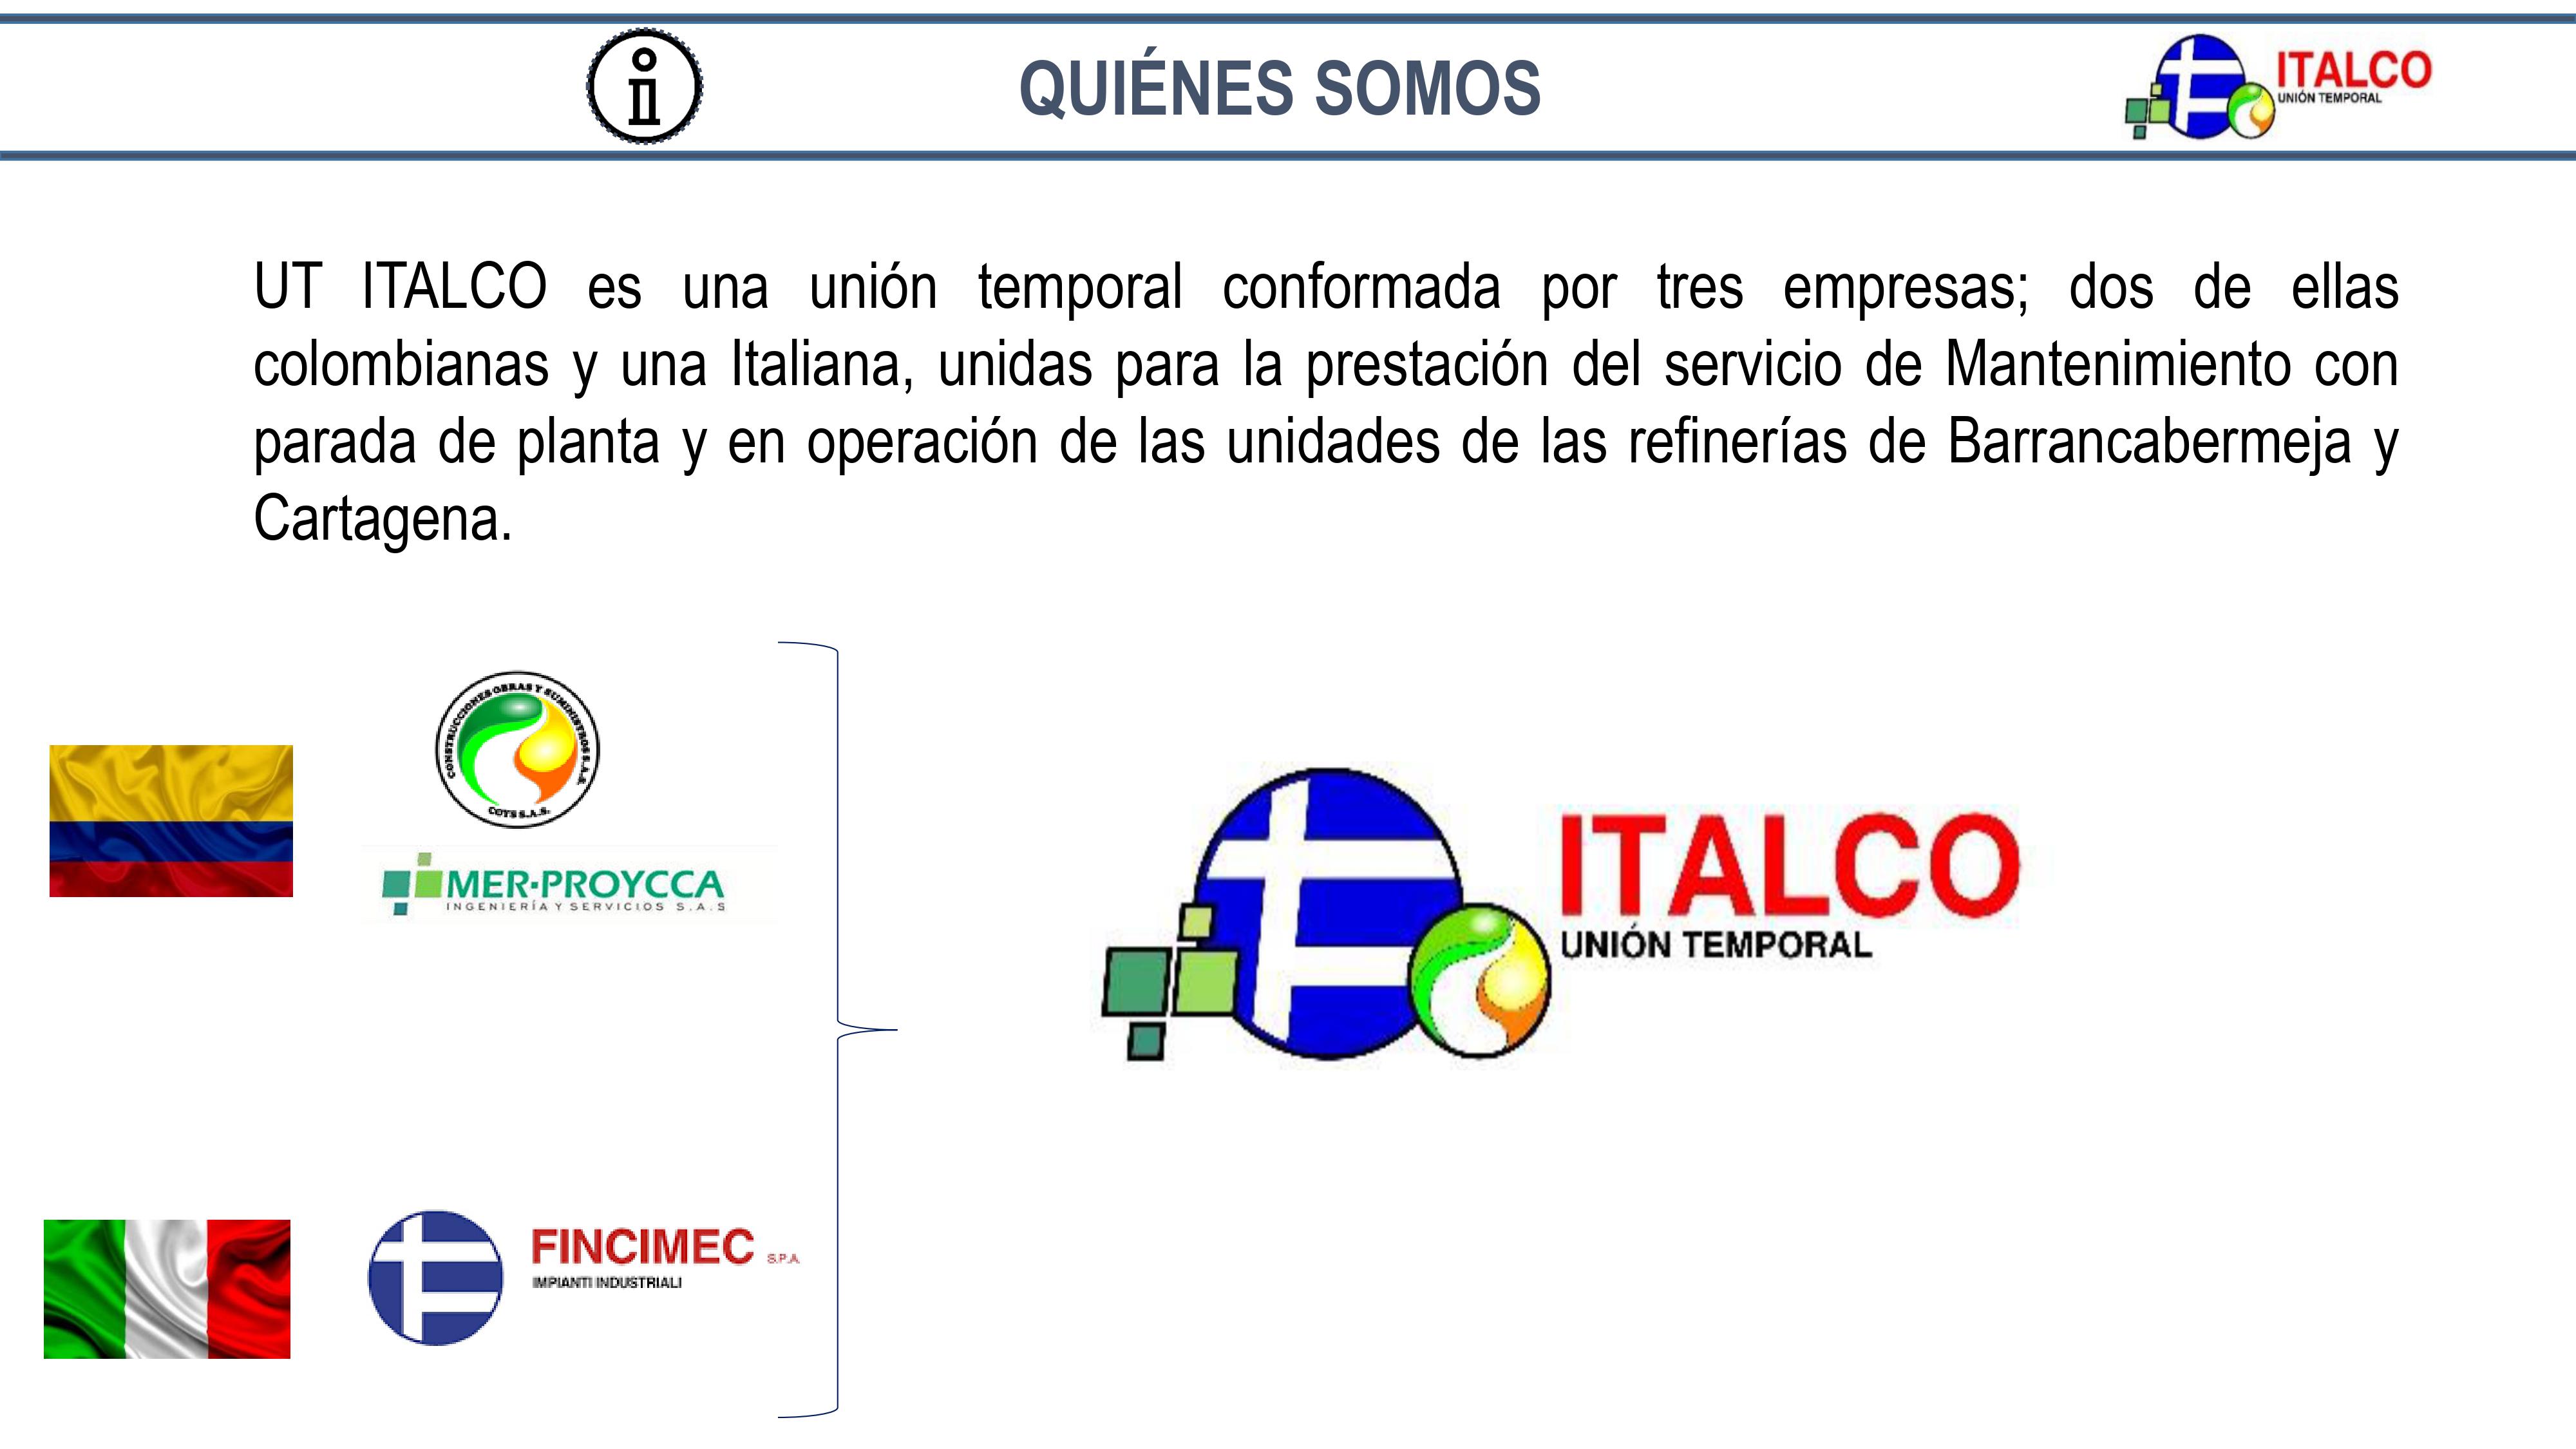 QUIÉNES SOMOS
ITALCO
UNIÓN TEMPORAL
UT ITALCO es una unión temporal conformada por tres empresas; dos de ellas
colombianas y una Italiana, unidas para la prestación del servicio de Mantenimiento con
parada de planta y en operación de las unidades de las refinerías de Barrancabermeja y
Cartagena.
CONSTRUCCIONES OBRAS Y SUMINISTROS S.A.S.
COYS S.A.S.
MER·PROYCCA
INGENIERÍA Y SERVICIOS S.A.S
ITALCO
UNIÓN TEMPORAL
FINCIMEC S.P.A.
IMPIANTI INDUSTRIALI